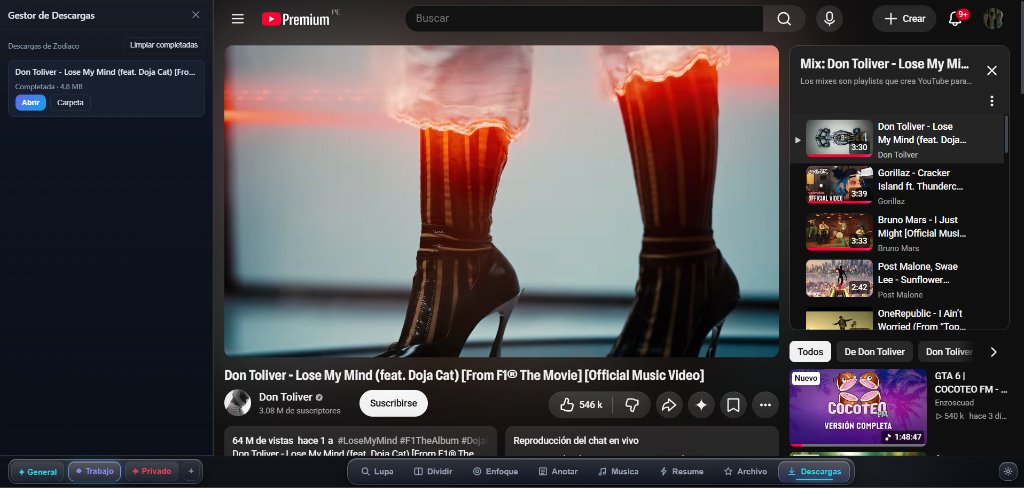 Gestor de Descargas
Descargas de Zodiaco
Limpiar completadas
Don Toliver - Lose My Mind (feat. Doja Cat) [Fro...
Completada · 4.8 MB
Abrir
Carpeta
Premium PE
Buscar
Crear
9+
Mix: Don Toliver - Lose My Mi...
Los mixes son playlists que crea YouTube para...
Don Toliver - Lose
My Mind (feat. Doja...
Don Toliver
3:30
Gorillaz - Cracker
Island ft. Thunderc...
Gorillaz
OFFICIAL VIDEO
3:39
Bruno Mars - I Just
Might [Official Musi...
Bruno Mars
3:33
Post Malone, Swae
Lee - Sunflower...
Post Malone
2:42
OneRepublic - I Ain't
Worried (From "Top...
Todos
De Don Toliver
Don Toliver
Nuevo
COCOTEO
FM
VERSIÓN COMPLETA
1:48:47
GTA 6 |
COCOTEO FM - ...
Enzoscuad
540 k hace 3 dí...
Don Toliver - Lose My Mind (feat. Doja Cat) [From F1® The Movie] [Official Music Video]
Don Toliver
3.08 M de suscriptores
Suscribirse
546 k
64 M de vistas hace 1 a #LoseMyMind #F1TheAlbum #Doja
Don Toliver - Lose My Mind (feat. Doja Cat) [From F1® The
Reproducción del chat en vivo
General
Trabajo
Privado
+
Lupa
Dividir
Enfoque
Anotar
Musica
Resume
Archivo
Descargas